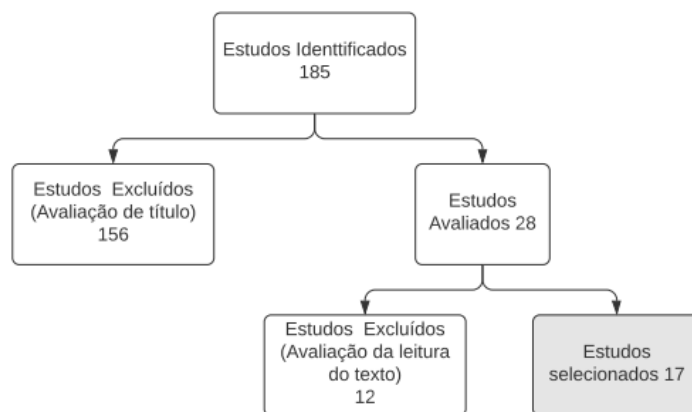 Estudos Identtificados
185
Estudos Excluídos
(Avaliação de título)
156
Estudos
Avaliados 28
Estudos Excluídos
(Avaliação da leitura
do texto)
12
Estudos
selecionados 17